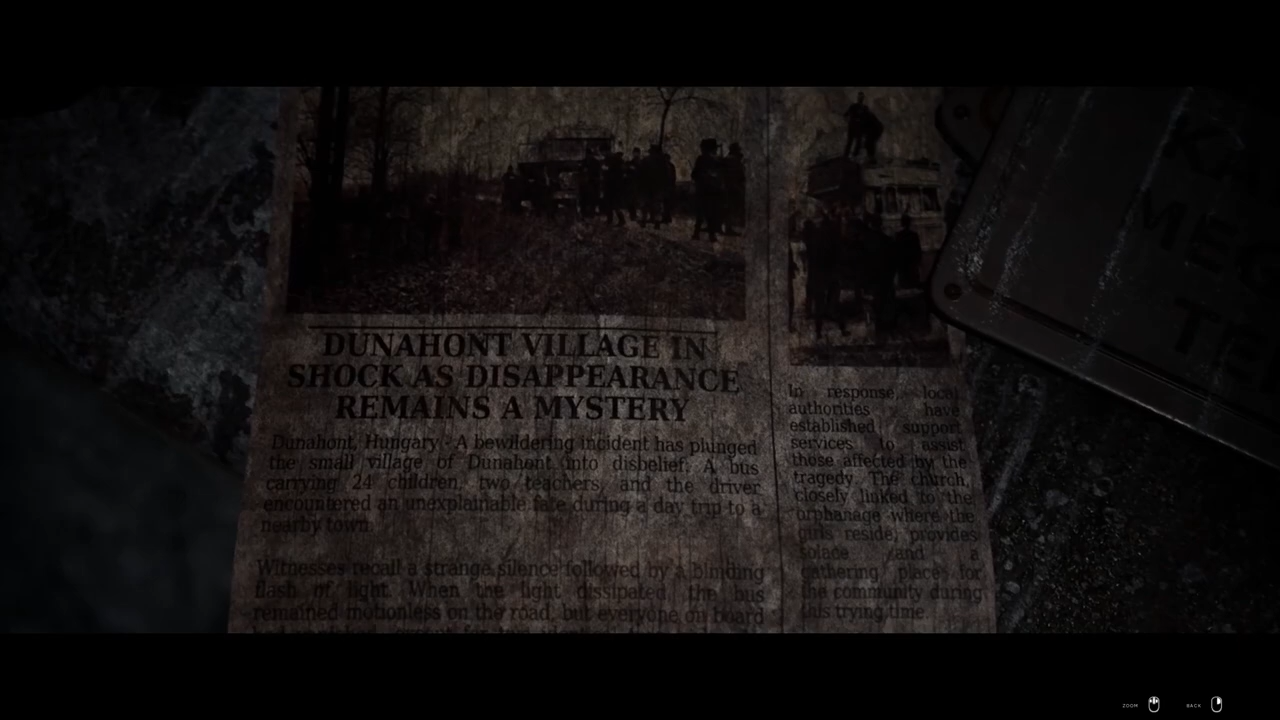 DUNAHONT VILLAGE IN
SHOCK AS DISAPPEARANCE
REMAINS A MYSTERY
Dunahont, Hungary - A bewildering incident has plunged
the small village of Dunahont into disbelief. A bus
carrying 24 children, two teachers, and the driver
encountered an unexplainable fate during a day trip to a
nearby town.
Witnesses recall a strange silence followed by a blinding
flash of light. When the light dissipated, the bus
remained motionless on the road, but everyone on board
In response, local
authorities have
established support
services to assist
those affected by the
tragedy. The church,
closely linked to the
orphanage where the
girls reside, provides
solace and a
gathering place for
the community during
this trying time.
ZOOM
BACK